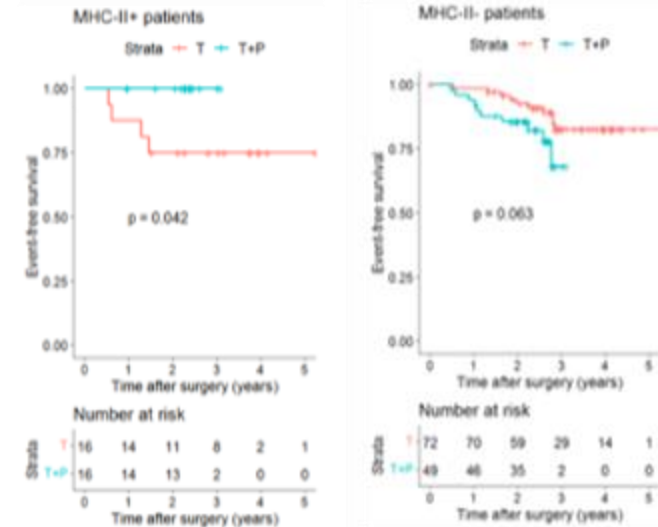 MHC-II+ patients
Strata T T+P
Event-free survival
1.00
0.75
0.50
0.25
0.00
p = 0.042
0 1 2 3 4 5
Time after surgery (years)
Number at risk
Strata
T 16 14 11 8 2 1
T+P 16 14 13 2 0 0
0 1 2 3 4 5
Time after surgery (years)
MHC-II- patients
Strata T T+P
Event-free survival
1.00
0.75
0.50
0.25
0.00
p = 0.063
0 1 2 3 4 5
Time after surgery (years)
Number at risk
Strata
T 72 70 59 29 14 1
T+P 49 46 35 2 0 0
0 1 2 3 4 5
Time after surgery (years)